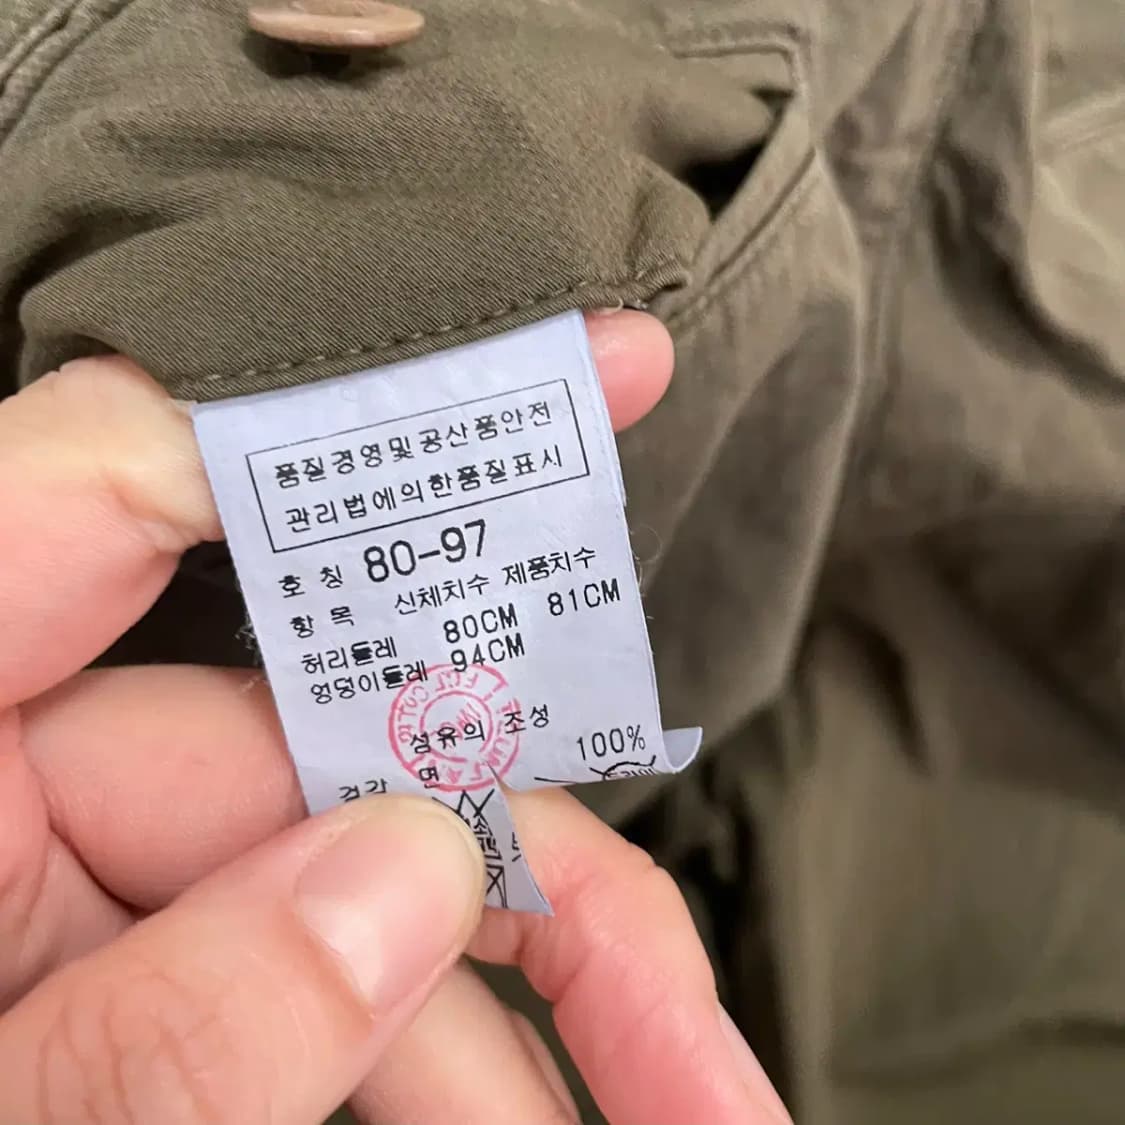 품질경영및공산품안전
관리법에의한품질표시
호 칭 80-97
항 목 신체치수 제품치수
허리둘레 80CM 81CM
엉덩이둘레 94CM
섬유의 조성
겉감 면 100%